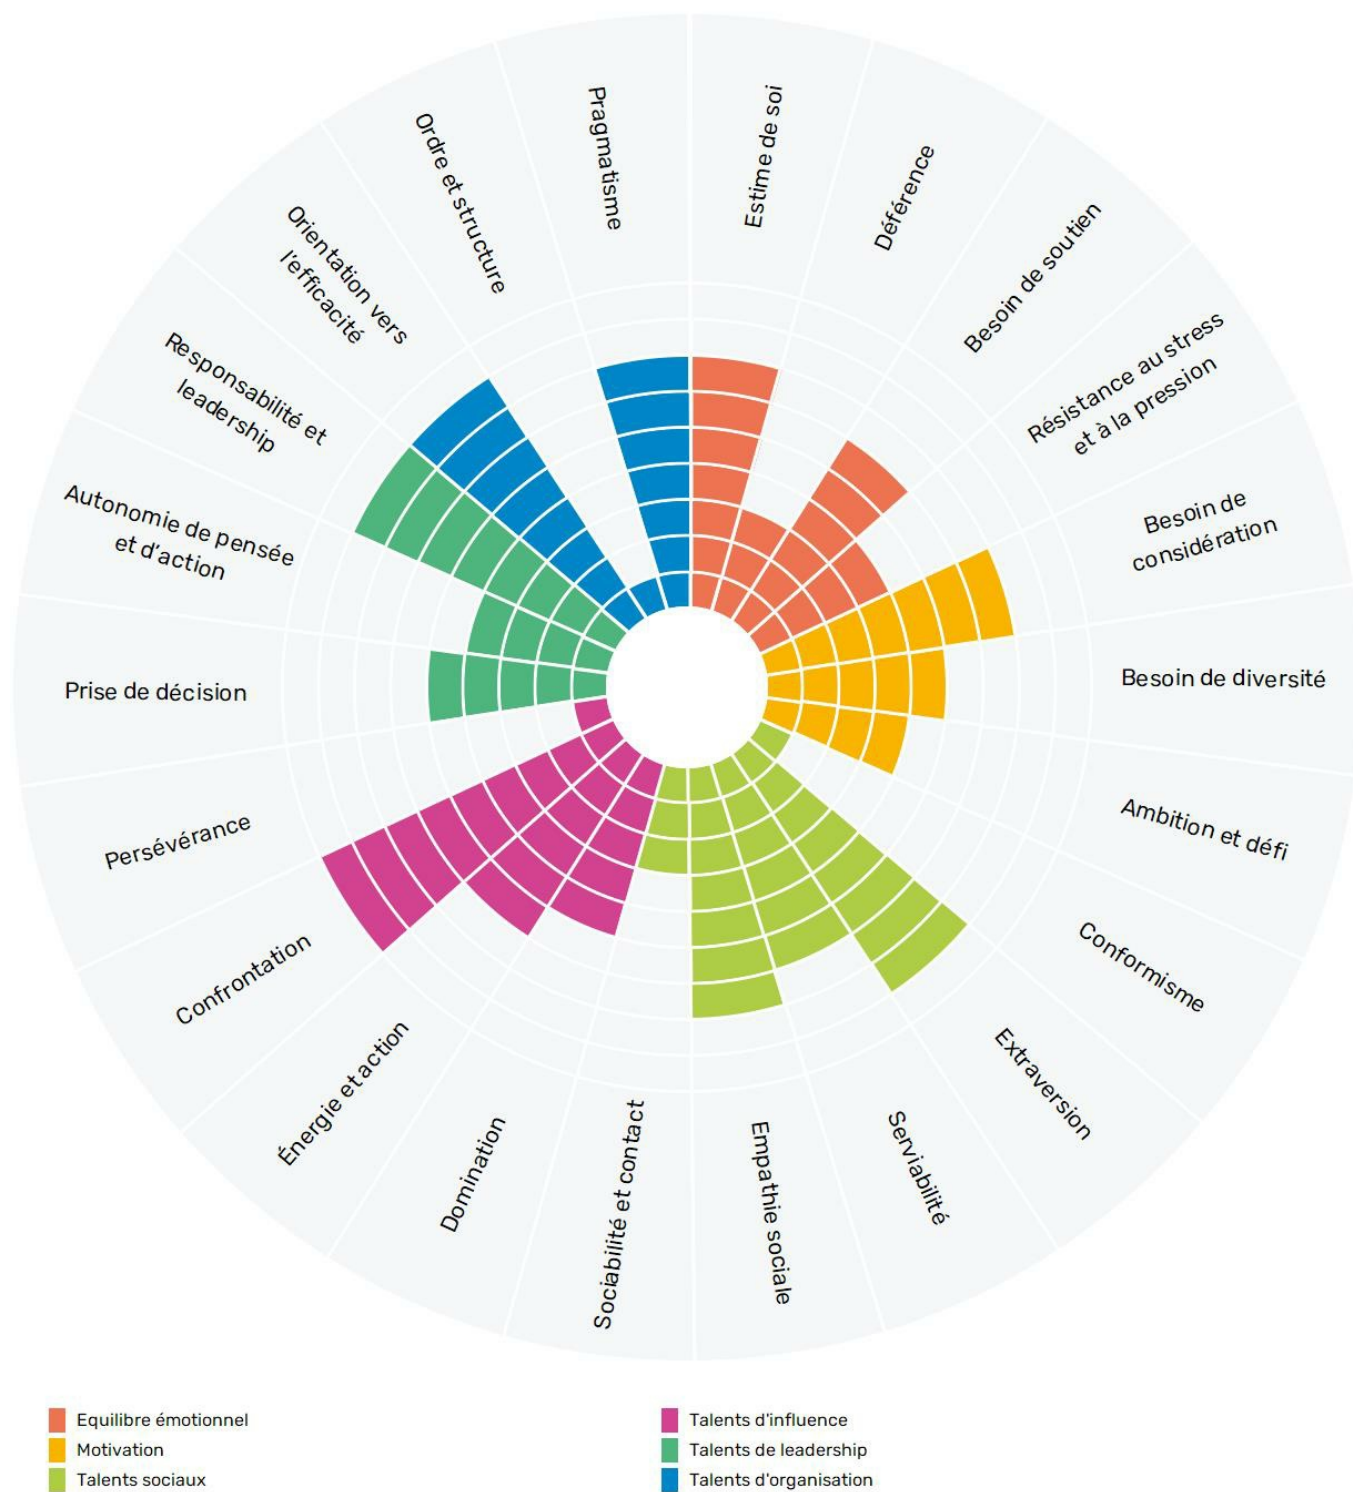 Estime de soi
Déférence
Besoin de soutien
Résistance au stress
et à la pression
Besoin de
considération
Besoin de diversité
Ambition et défi
Conformisme
Extraversion
Serviabilité
Empathie sociale
Sociabilité et contact
Domination
Énergie et action
Confrontation
Persévérance
Prise de décision
Autonomie de pensée
et d'action
Responsabilité et
leadership
Orientation vers
l'efficacité
Ordre et structure
Pragmatisme
Equilibre émotionnel
Motivation
Talents sociaux
Talents d'influence
Talents de leadership
Talents d'organisation